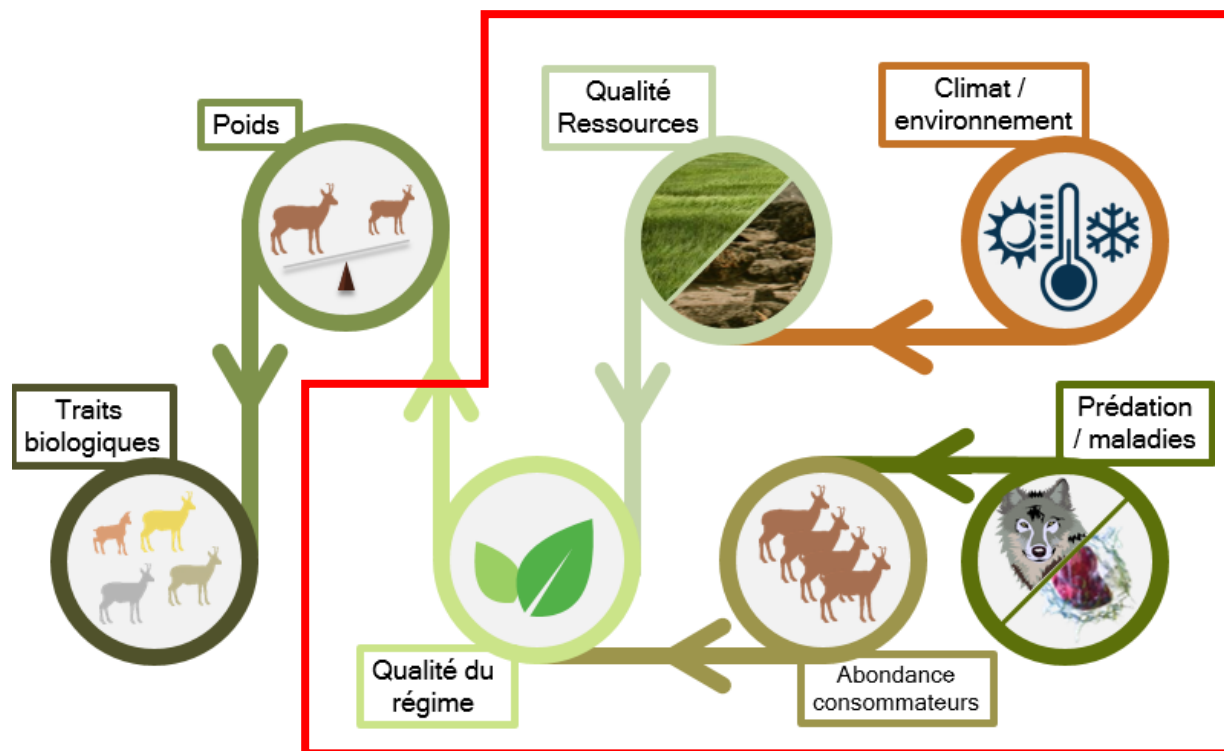 Poids
Qualité
Ressources
Climat /
environnement
Traits
biologiques
Prédation
/ maladies
Qualité du
régime
Abondance
consommateurs